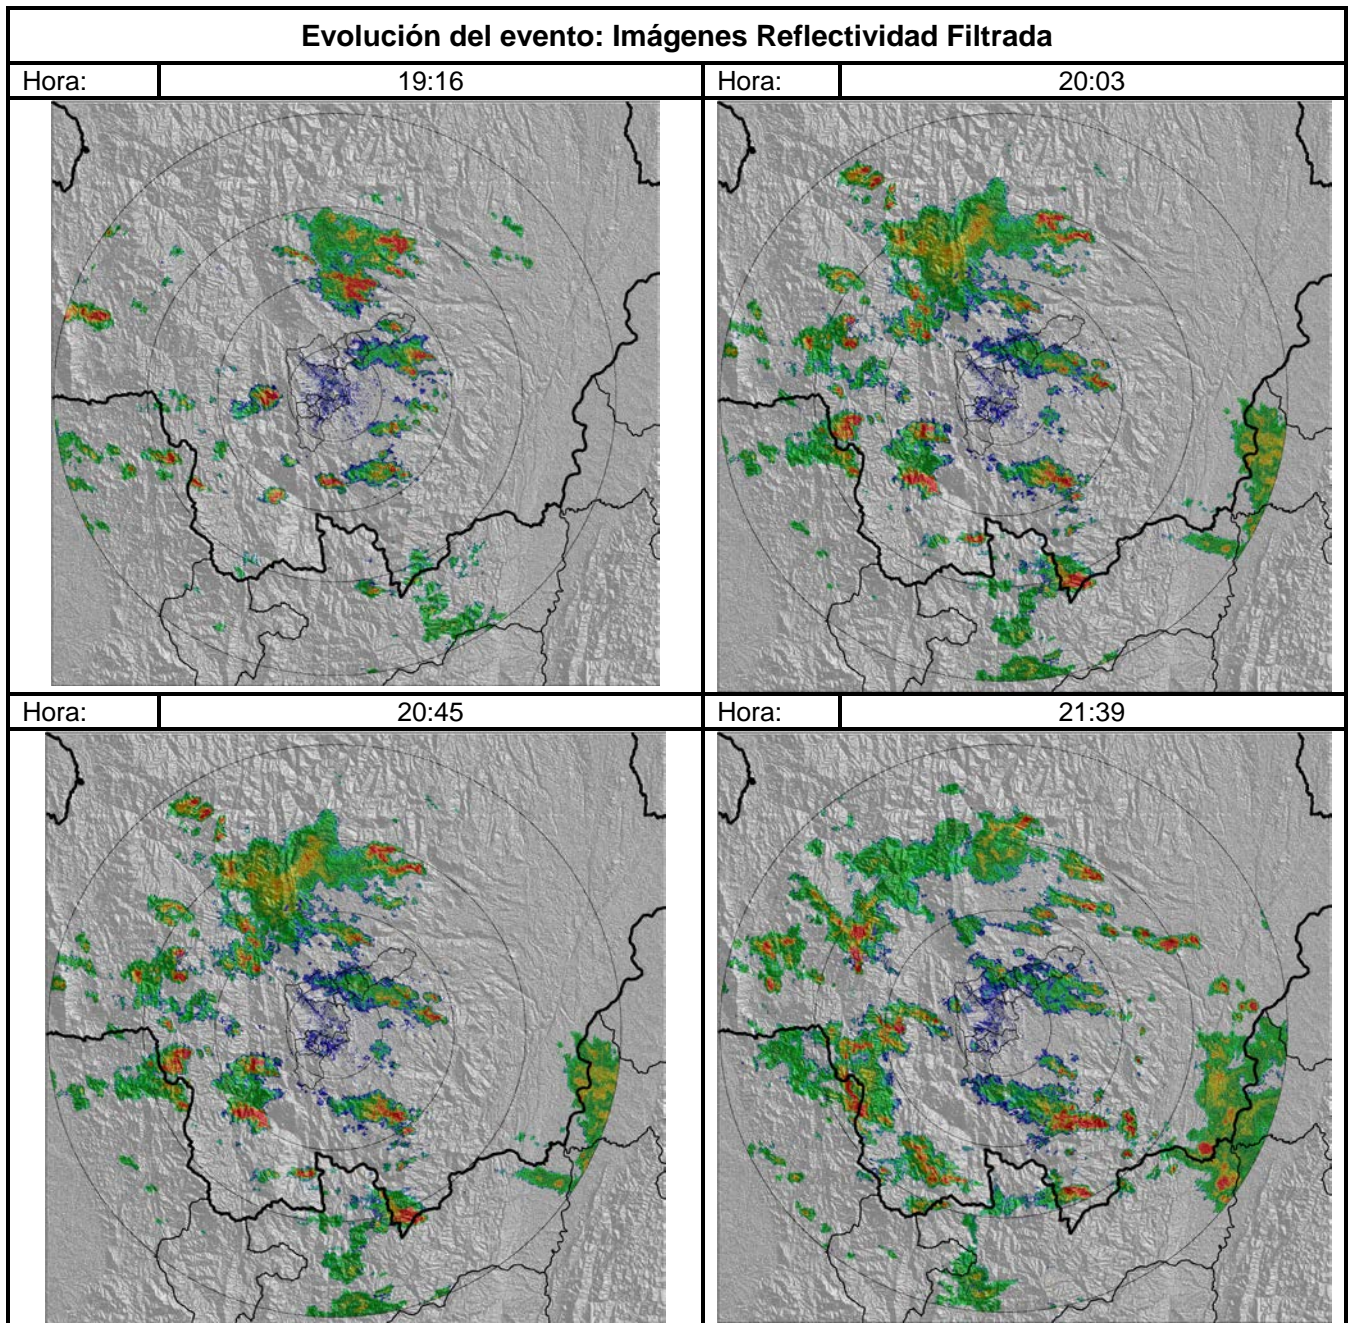 Evolución del evento: Imágenes Reflectividad Filtrada
Hora: 19:16 Hora: 20:03
Hora: 20:45 Hora: 21:39